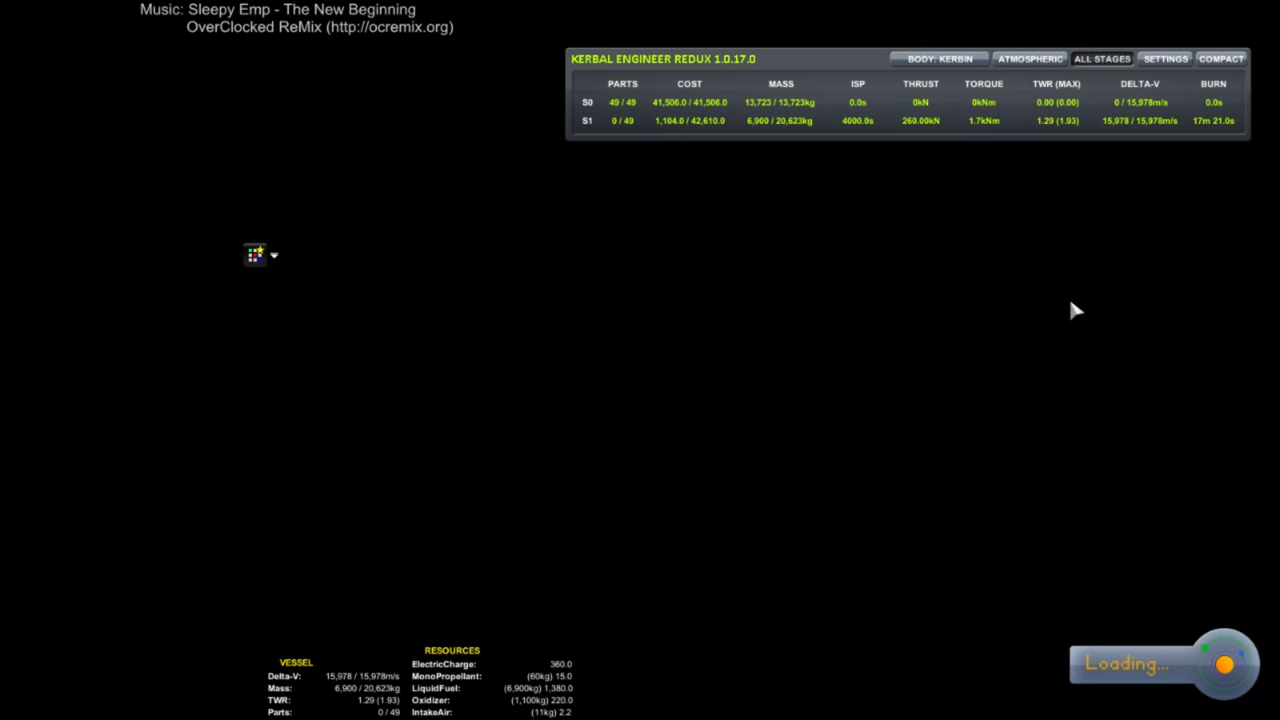 Music: Sleepy Emp - The New Beginning
OverClocked ReMix (http://ocremix.org)
KERBAL ENGINEER REDUX 1.0.17.0 BODY: KERBIN ATMOSPHERIC ALL STAGES SETTINGS COMPACT
PARTS COST MASS ISP THRUST TORQUE TWR (MAX) DELTA-V BURN
S0 49 / 49 41,506.0 / 41,506.0 13,723 / 13,723kg 0.0s 0kN 0kNm 0.00 (0.00) 0 / 15,978m/s 0.0s
S1 0 / 49 1,104.0 / 42,610.0 6,900 / 20,623kg 4000.0s 260.00kN 1.7kNm 1.29 (1.93) 15,978 / 15,978m/s 17m 21.0s
VESSEL
Delta-V: 15,978 / 15,978m/s
Mass: 6,900 / 20,623kg
TWR: 1.29 (1.93)
Parts: 0 / 49
RESOURCES
ElectricCharge: 360.0
MonoPropellant: (60kg) 15.0
LiquidFuel: (6,900kg) 1,380.0
Oxidizer: (1,100kg) 220.0
IntakeAir: (11kg) 2.2
Loading...